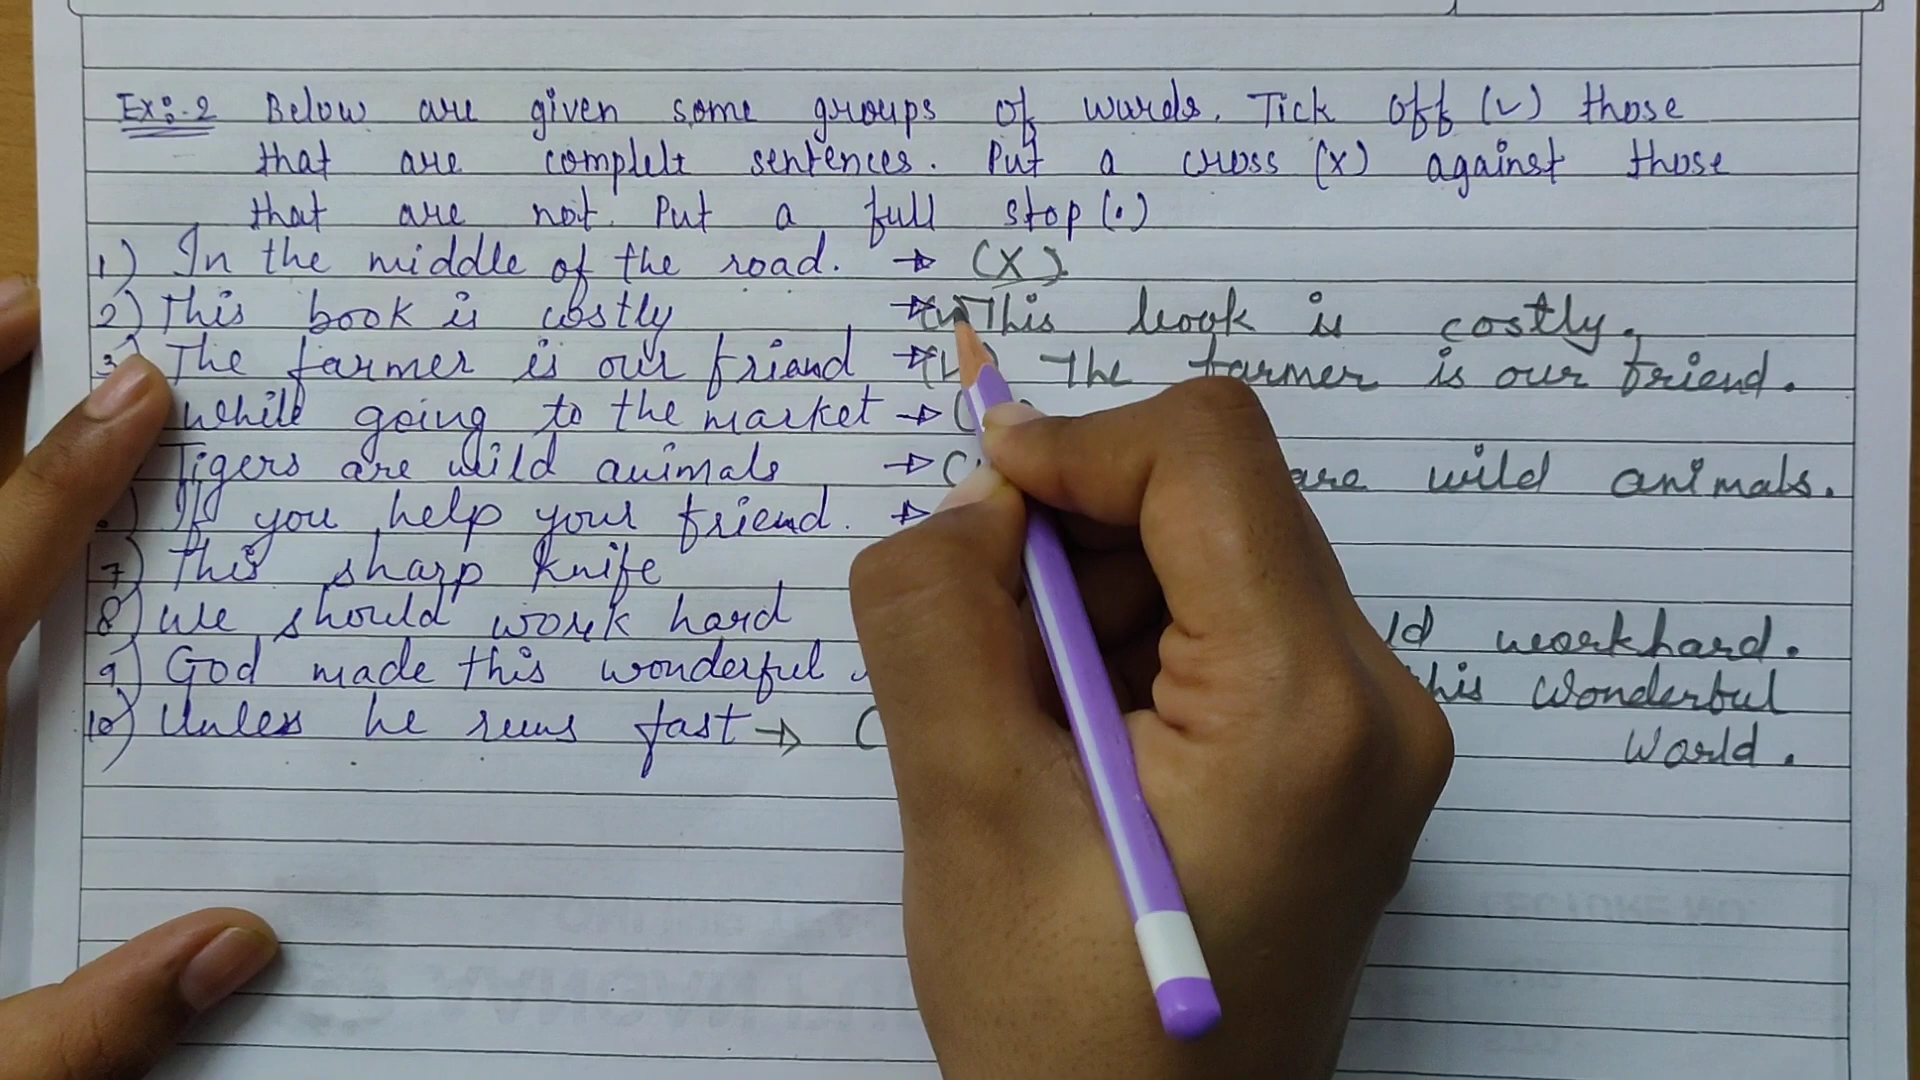 Ex:-2 Below are given some groups of words. Tick off (✓) those
that are complete sentences. Put a cross (x) against those
that are not. Put a full stop (.)
1) In the middle of the road. → (X).
2) This book is costly → (✓) This book is costly.
3) The farmer is our friend → (✓) The farmer is our friend.
while going to the market → (
Tigers are wild animals → ( are wild animals.
If you help your friend. →
7) This sharp knife
8) We should work hard ld workhard.
9) God made this wonderful his wonderful
10) Unless he runs fast → ( World.